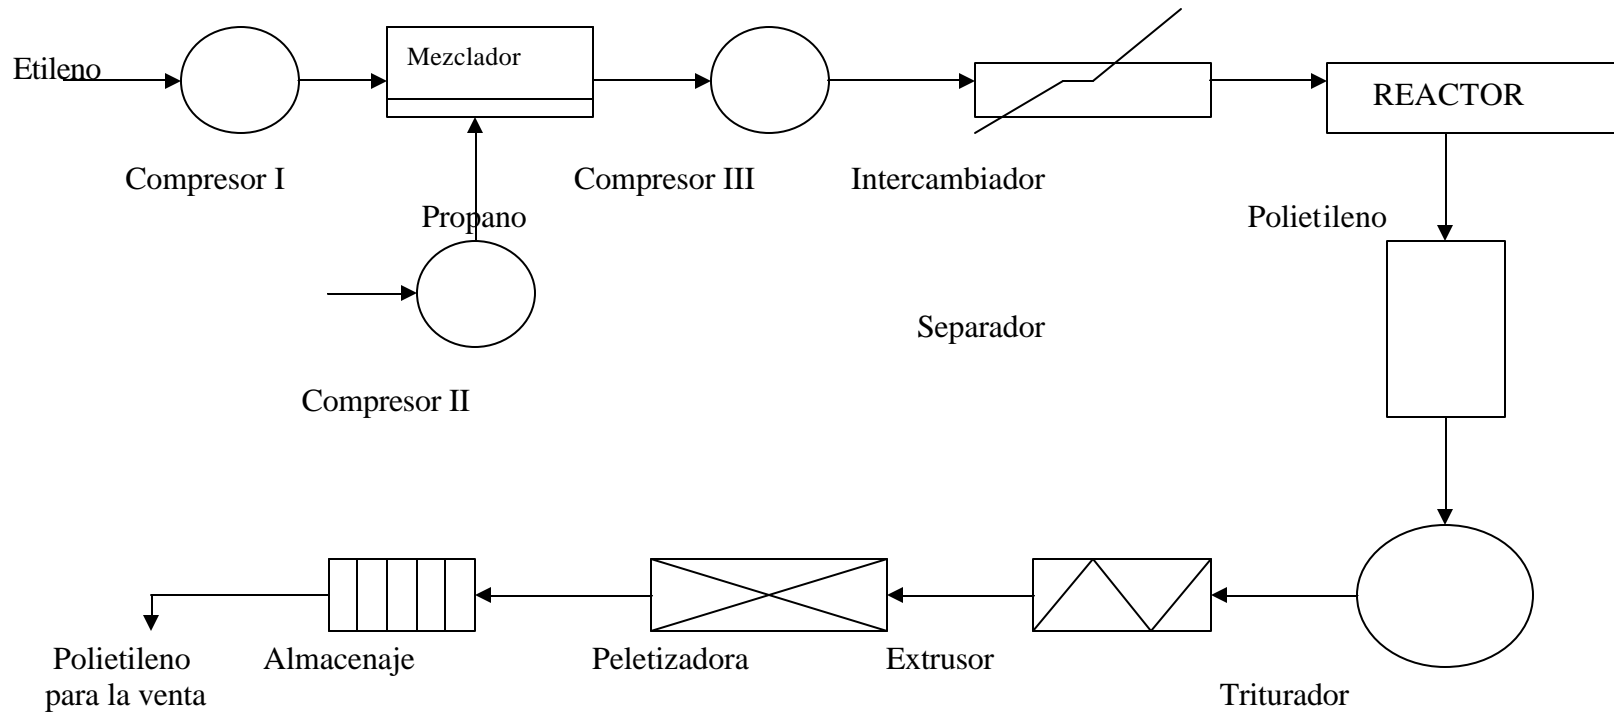 Etileno
Mezclador
REACTOR
Compresor I
Compresor III
Intercambiador
Propano
Polietileno
Separador
Compresor II
Polietileno
para la venta
Almacenaje
Peletizadora
Extrusor
Triturador